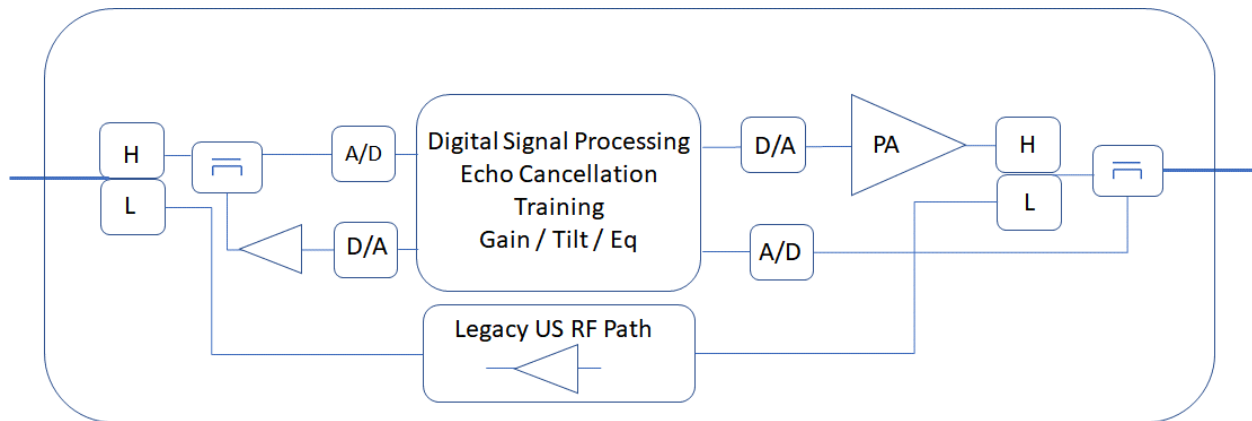 H
L
A/D
D/A
Digital Signal Processing
Echo Cancellation
Training
Gain / Tilt / Eq
D/A
PA
A/D
H
L
Legacy US RF Path